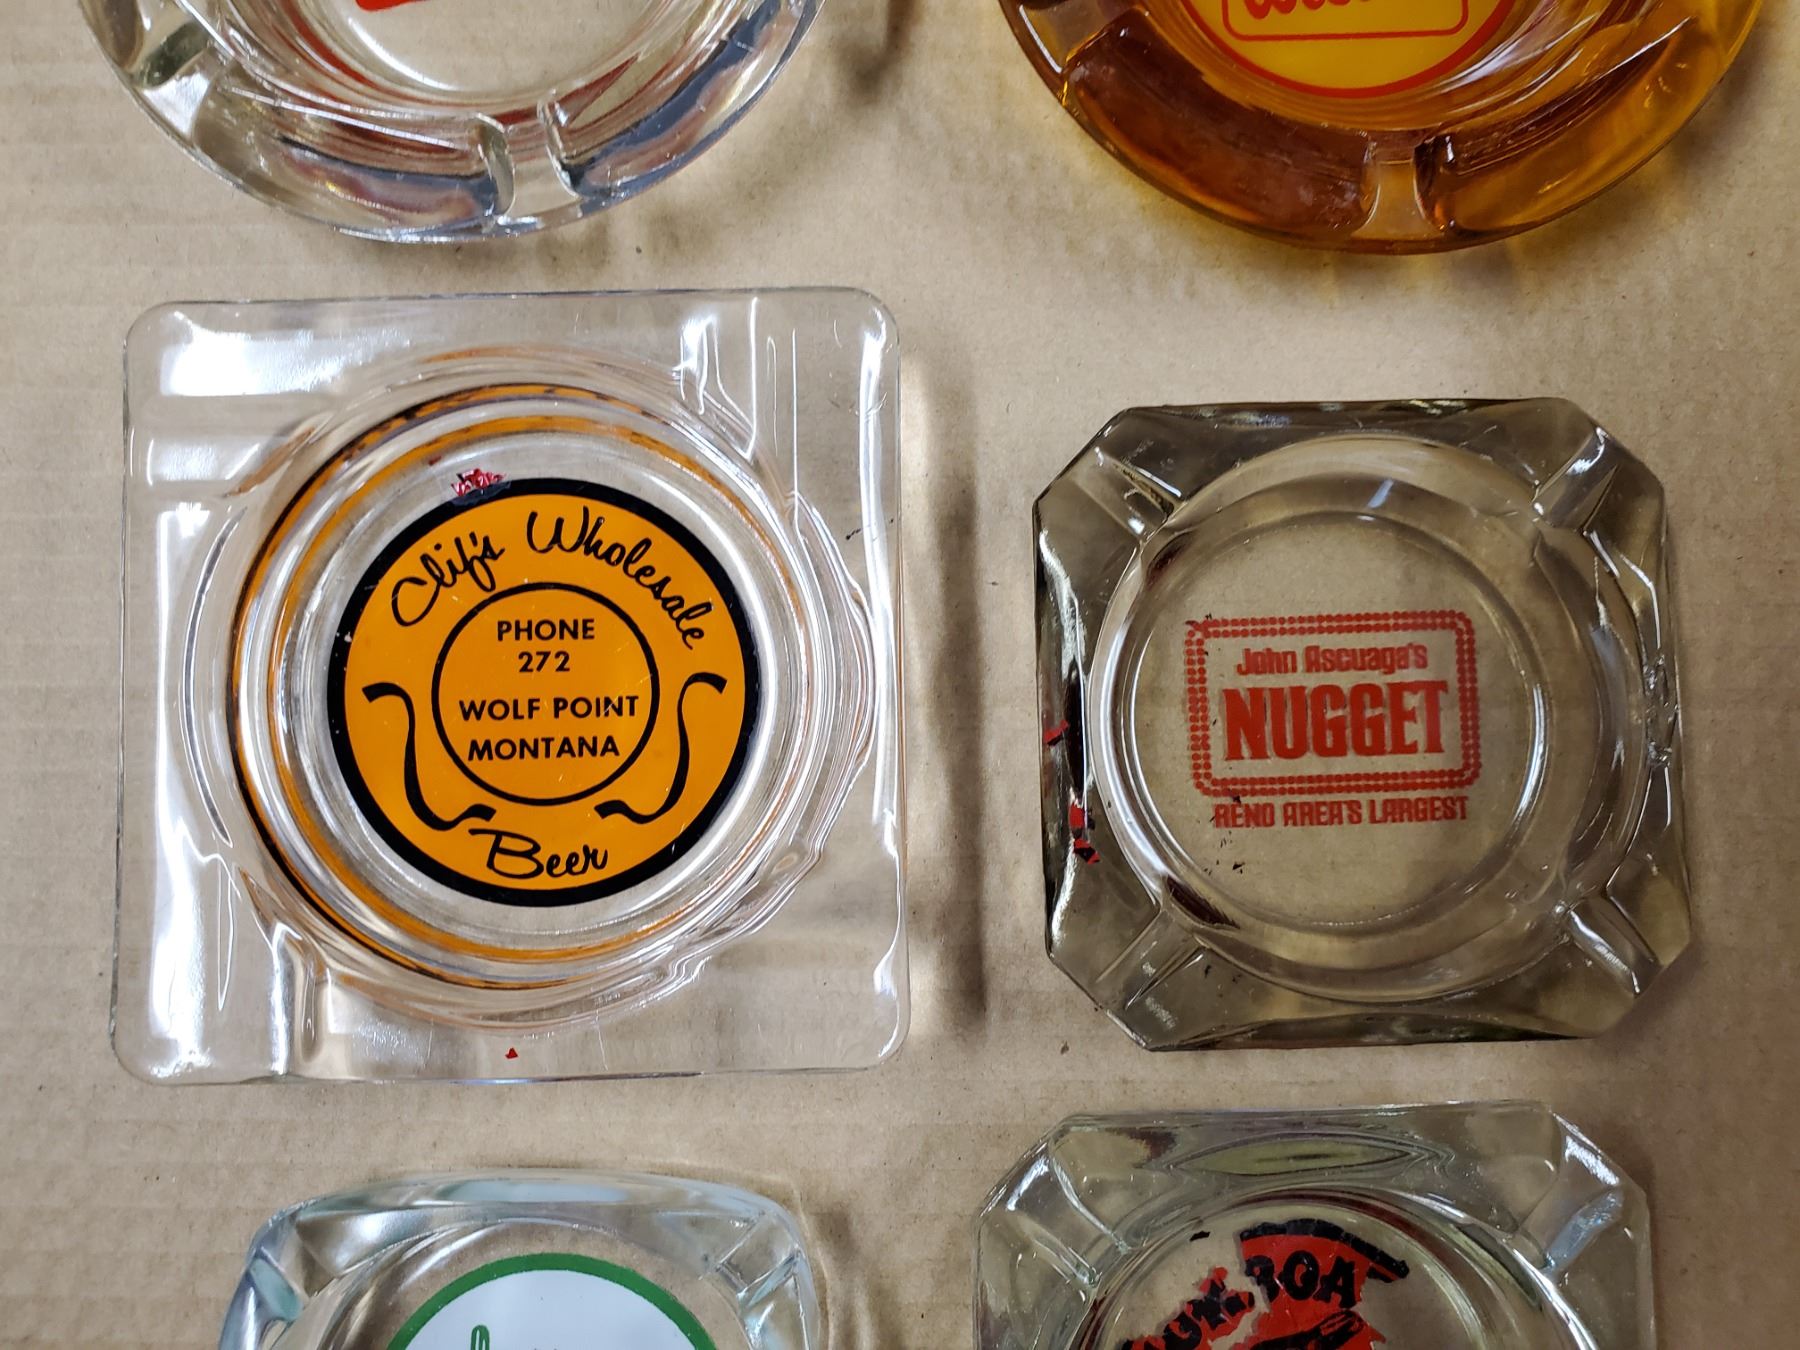 Clif's Wholesale
PHONE
272
WOLF POINT
MONTANA
Beer
John Ascuaga's
NUGGET
RENO AREA'S LARGEST